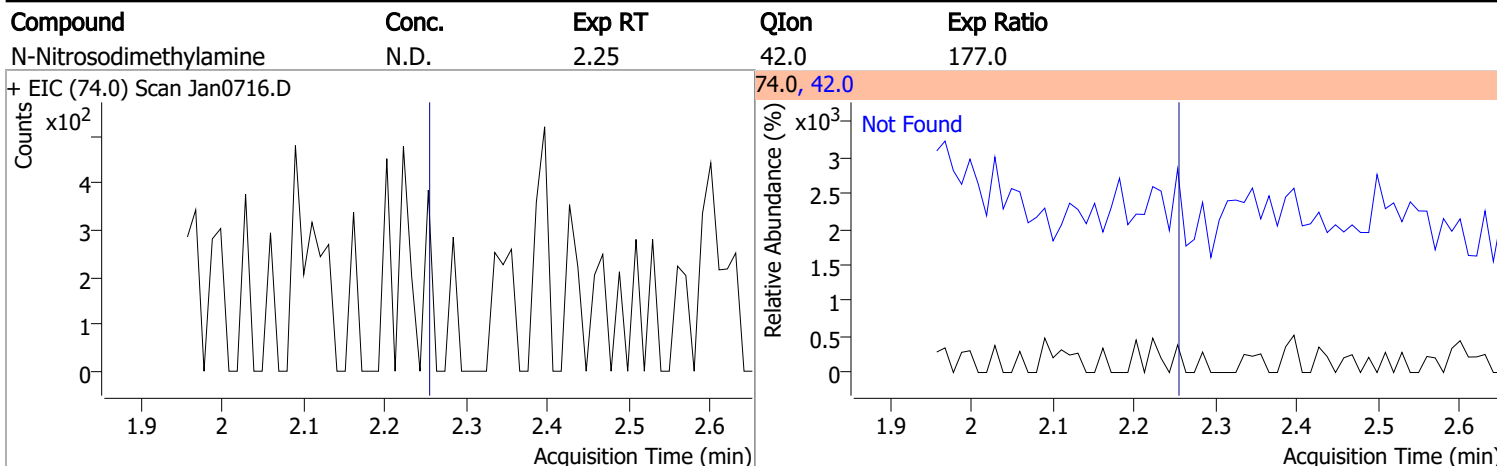 Compound Conc. Exp RT QIon Exp Ratio
N-Nitrosodimethylamine N.D. 2.25 42.0 177.0
+ EIC (74.0) Scan Jan0716.D
Counts
x10²
4
3
2
1
0
1.9 2 2.1 2.2 2.3 2.4 2.5 2.6
Acquisition Time (min)
74.0, 42.0
Relative Abundance (%)
x10³
Not Found
3
2.5
2
1.5
1
0.5
0
1.9 2 2.1 2.2 2.3 2.4 2.5 2.6
Acquisition Time (min)